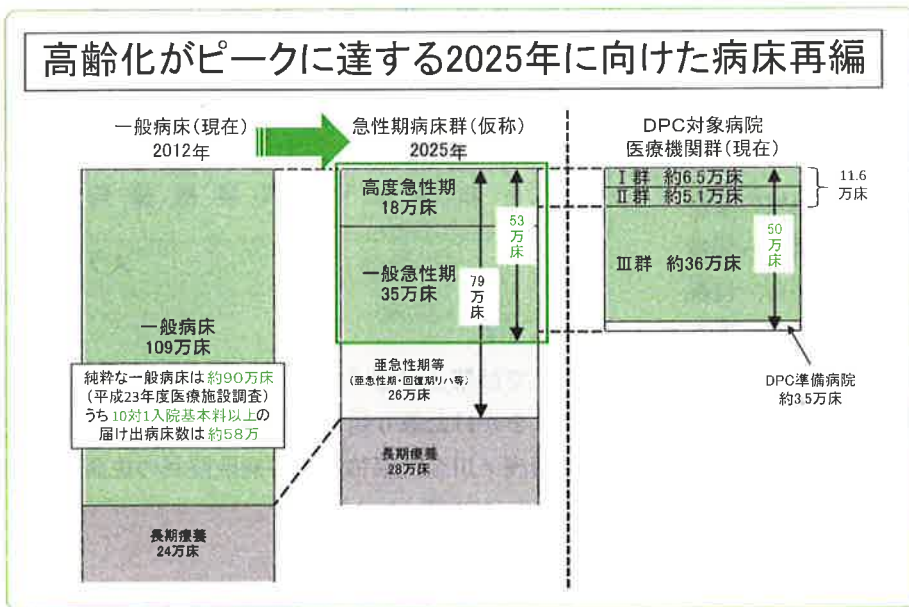 高齢化がピークに達する2025年に向けた病床再編
一般病床(現在)
2012年
急性期病床群(仮称)
2025年
DPC対象病院
医療機関群(現在)
一般病床
109万床
純粋な一般病床は約90万床
(平成23年度医療施設調査)
うち10対1入院基本料以上の
届け出病床数は約58万
長期療養
24万床
高度急性期
18万床
一般急性期
35万床
53
万
床
79
万
床
亜急性期等
(亜急性期・回復期リハ等)
26万床
長期療養
28万床
Ⅰ群 約6.5万床
Ⅱ群 約5.1万床
11.6
万床
Ⅲ群 約36万床
50
万
床
DPC準備病院
約3.5万床